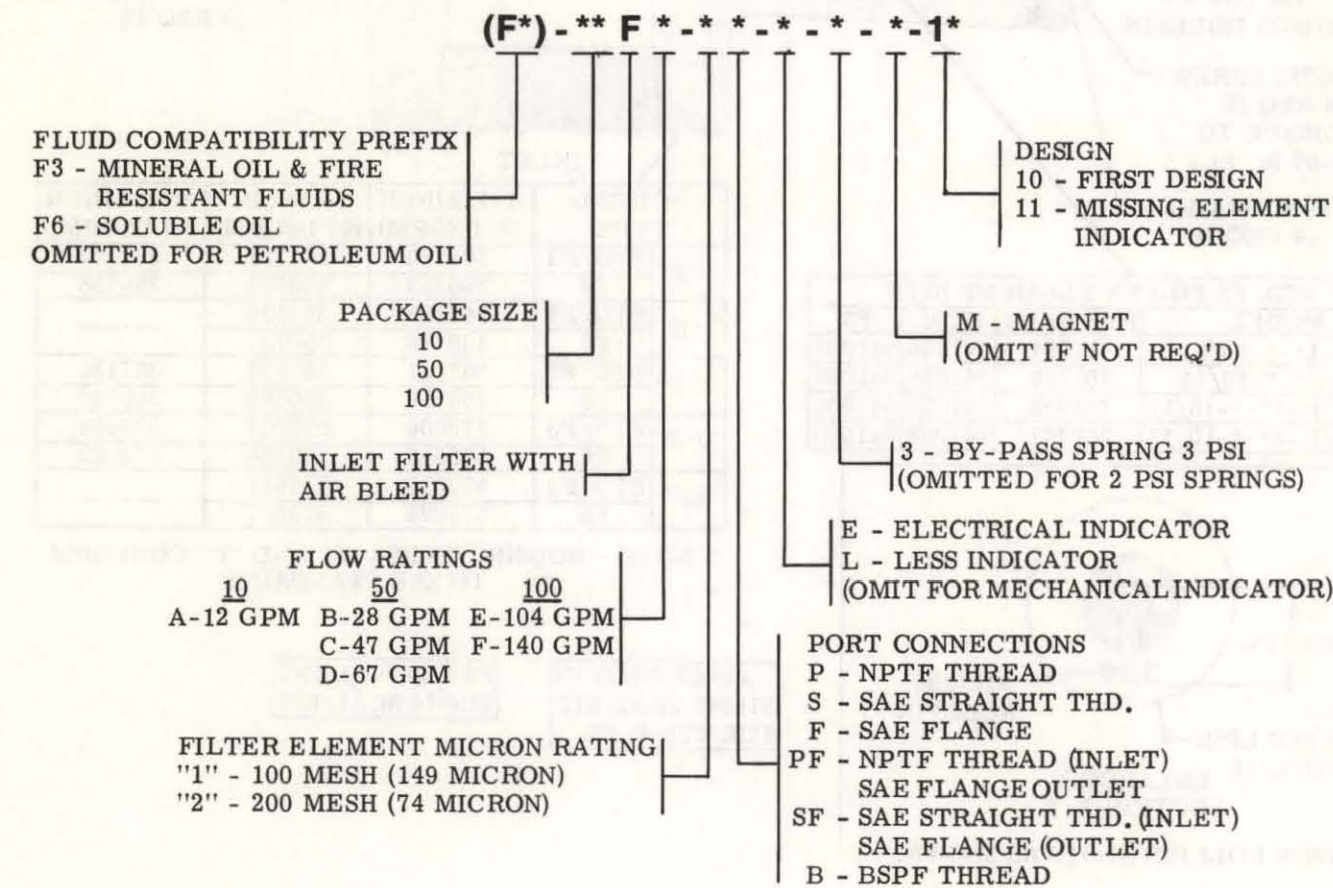 (F*) - ** F * - * * - * - * - * - 1*
FLUID COMPATIBILITY PREFIX
F3 - MINERAL OIL & FIRE
RESISTANT FLUIDS
F6 - SOLUBLE OIL
OMITTED FOR PETROLEUM OIL
PACKAGE SIZE
10
50
100
INLET FILTER WITH
AIR BLEED
FLOW RATINGS
10 50 100
A-12 GPM B-28 GPM E-104 GPM
C-47 GPM F-140 GPM
D-67 GPM
FILTER ELEMENT MICRON RATING
"1" - 100 MESH (149 MICRON)
"2" - 200 MESH (74 MICRON)
DESIGN
10 - FIRST DESIGN
11 - MISSING ELEMENT
INDICATOR
M - MAGNET
(OMIT IF NOT REQ'D)
3 - BY-PASS SPRING 3 PSI
(OMITTED FOR 2 PSI SPRINGS)
E - ELECTRICAL INDICATOR
L - LESS INDICATOR
(OMIT FOR MECHANICAL INDICATOR)
PORT CONNECTIONS
P - NPTF THREAD
S - SAE STRAIGHT THD.
F - SAE FLANGE
PF - NPTF THREAD (INLET)
SAE FLANGE OUTLET
SF - SAE STRAIGHT THD. (INLET)
SAE FLANGE (OUTLET)
B - BSPF THREAD